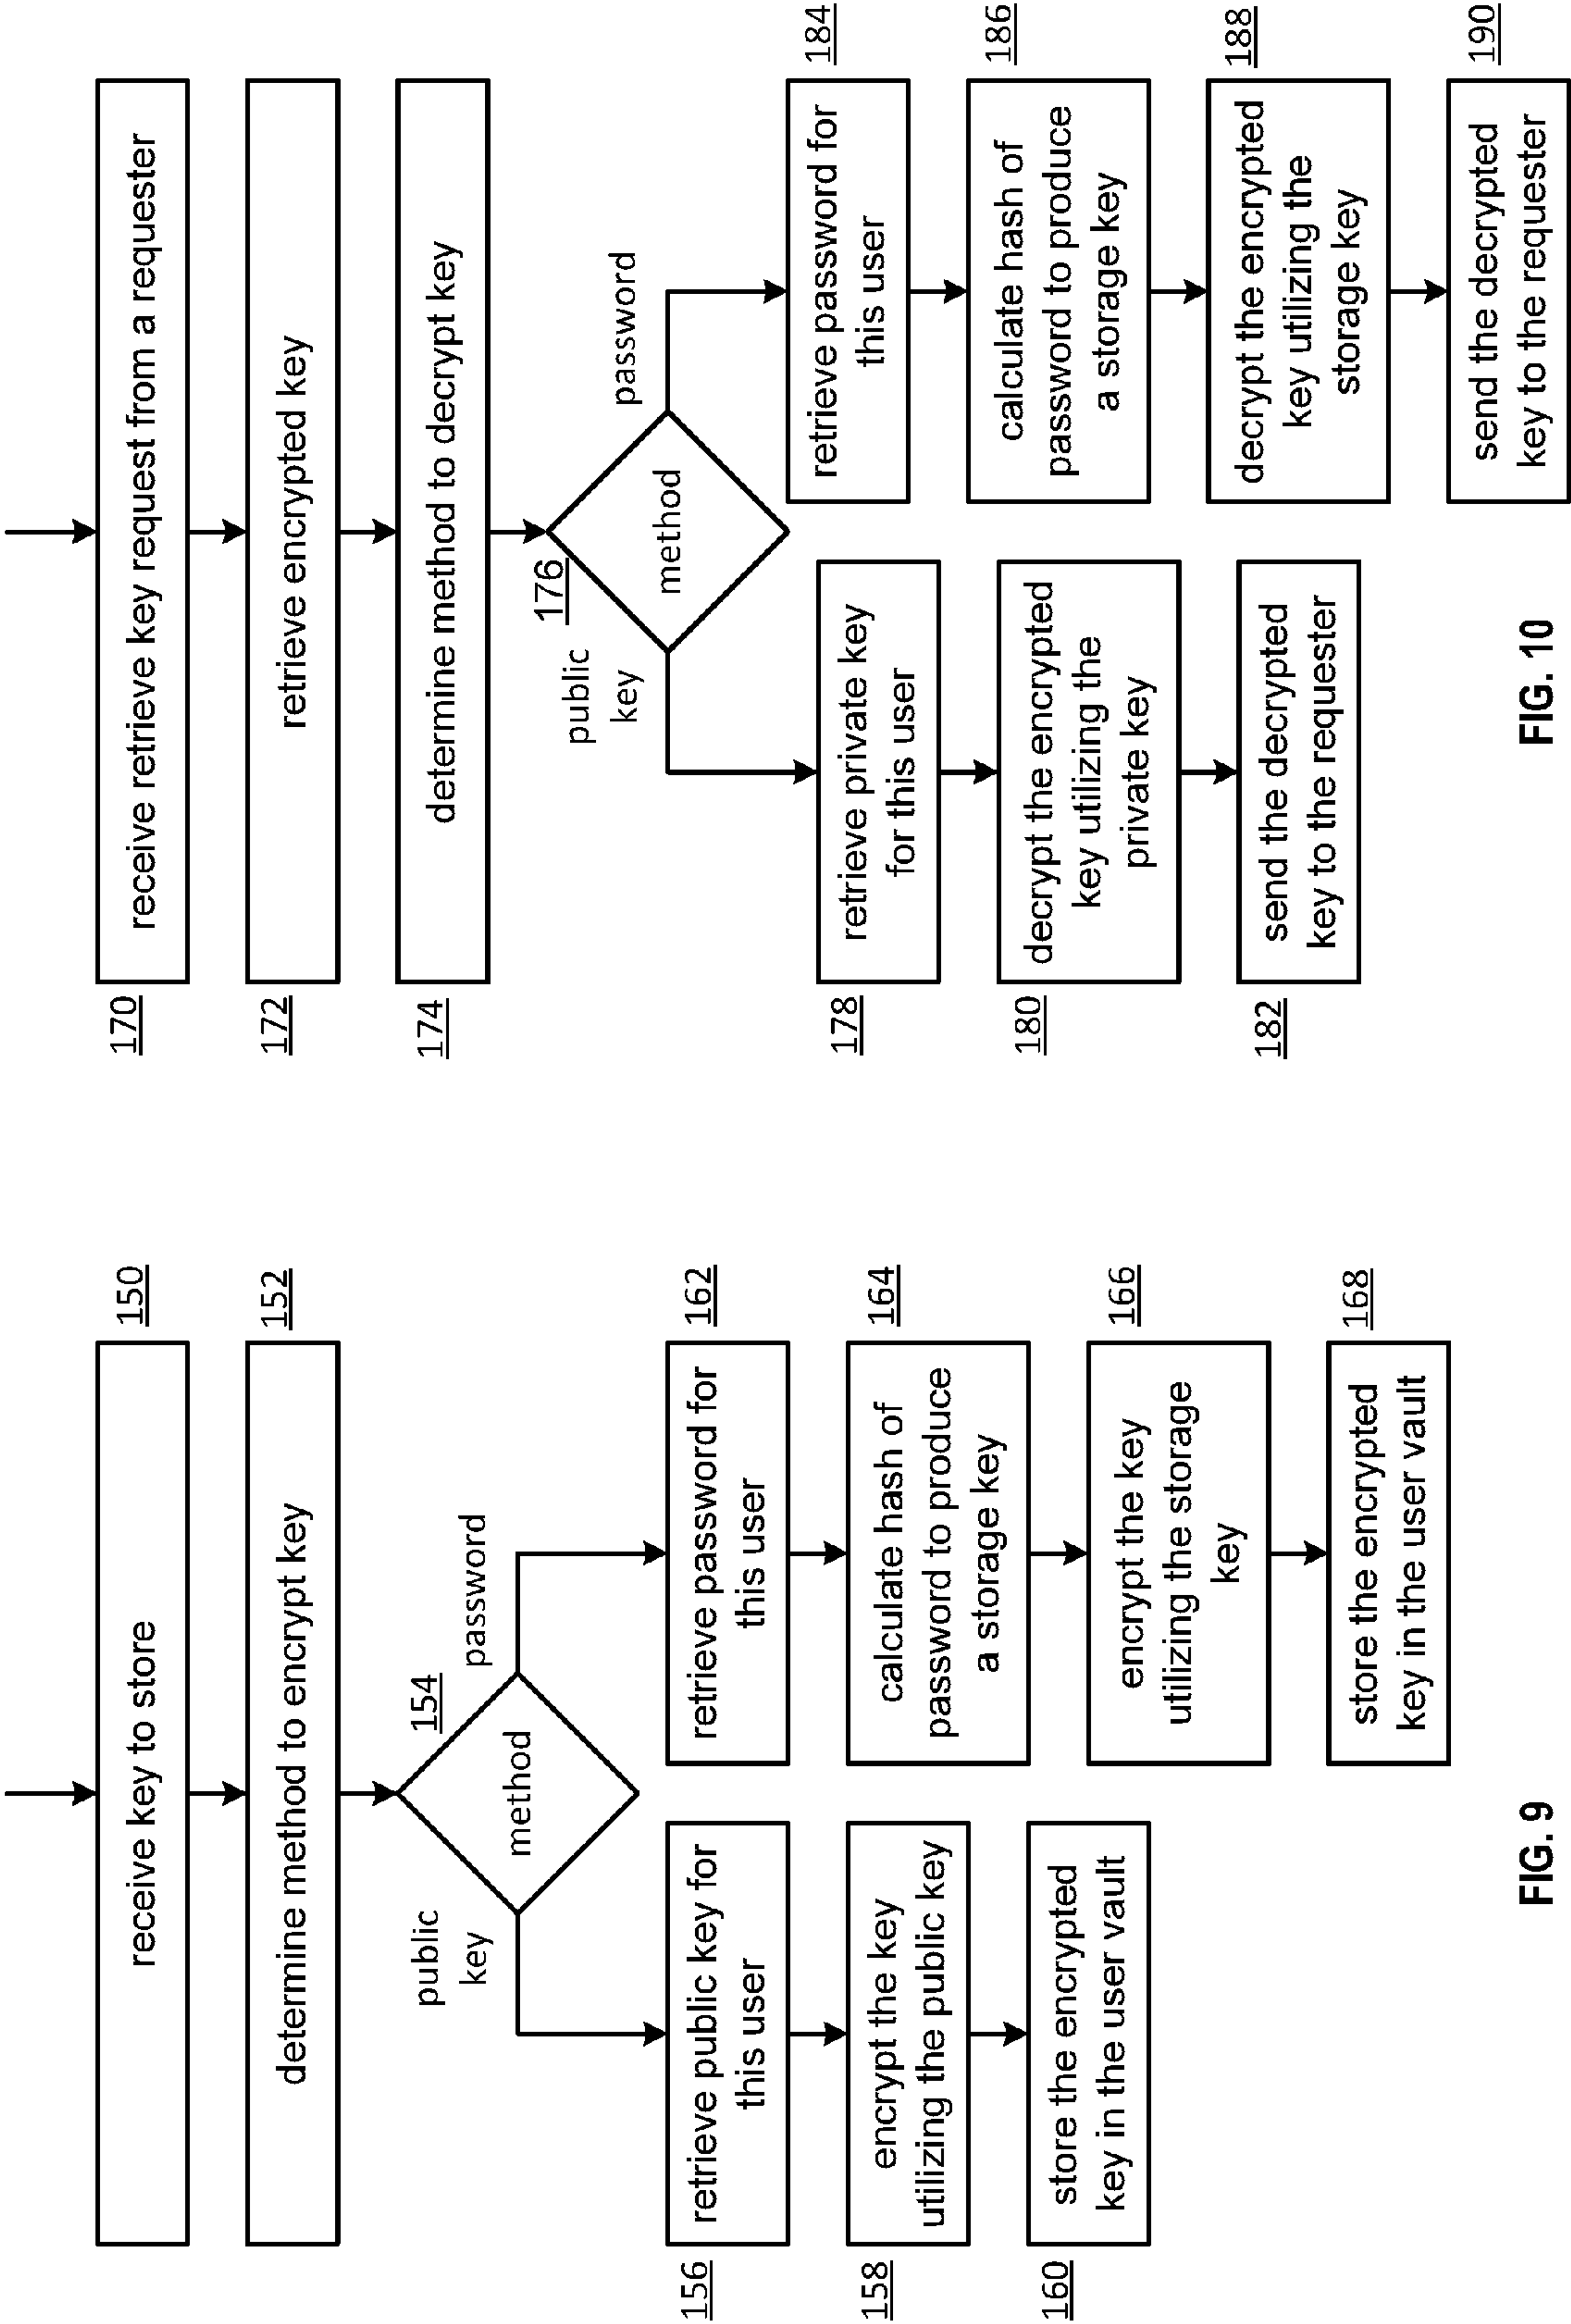 150
receive key to store
152
determine method to encrypt key
154
method
public
key
password
156
retrieve public key for
this user
158
encrypt the key
utilizing the public key
160
store the encrypted
key in the user vault
162
retrieve password for
this user
164
calculate hash of
password to produce
a storage key
166
encrypt the key
utilizing the storage
key
168
store the encrypted
key in the user vault
FIG. 9
170
receive retrieve key request from a requester
172
retrieve encrypted key
174
determine method to decrypt key
176
method
public
key
password
178
retrieve private key
for this user
180
decrypt the encrypted
key utilizing the
private key
182
send the decrypted
key to the requester
184
retrieve password for
this user
186
calculate hash of
password to produce
a storage key
188
decrypt the encrypted
key utilizing the
storage key
190
send the decrypted
key to the requester
FIG. 10